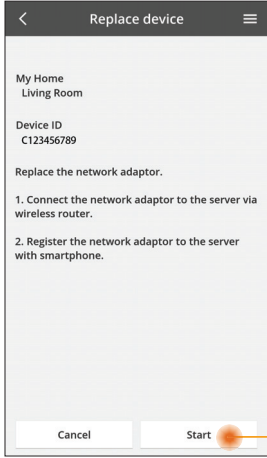 Replace device
My Home
Living Room
Device ID
C123456789
Replace the network adaptor.
1. Connect the network adaptor to the server via
wireless router.
2. Register the network adaptor to the server
with smartphone.
Cancel
Start